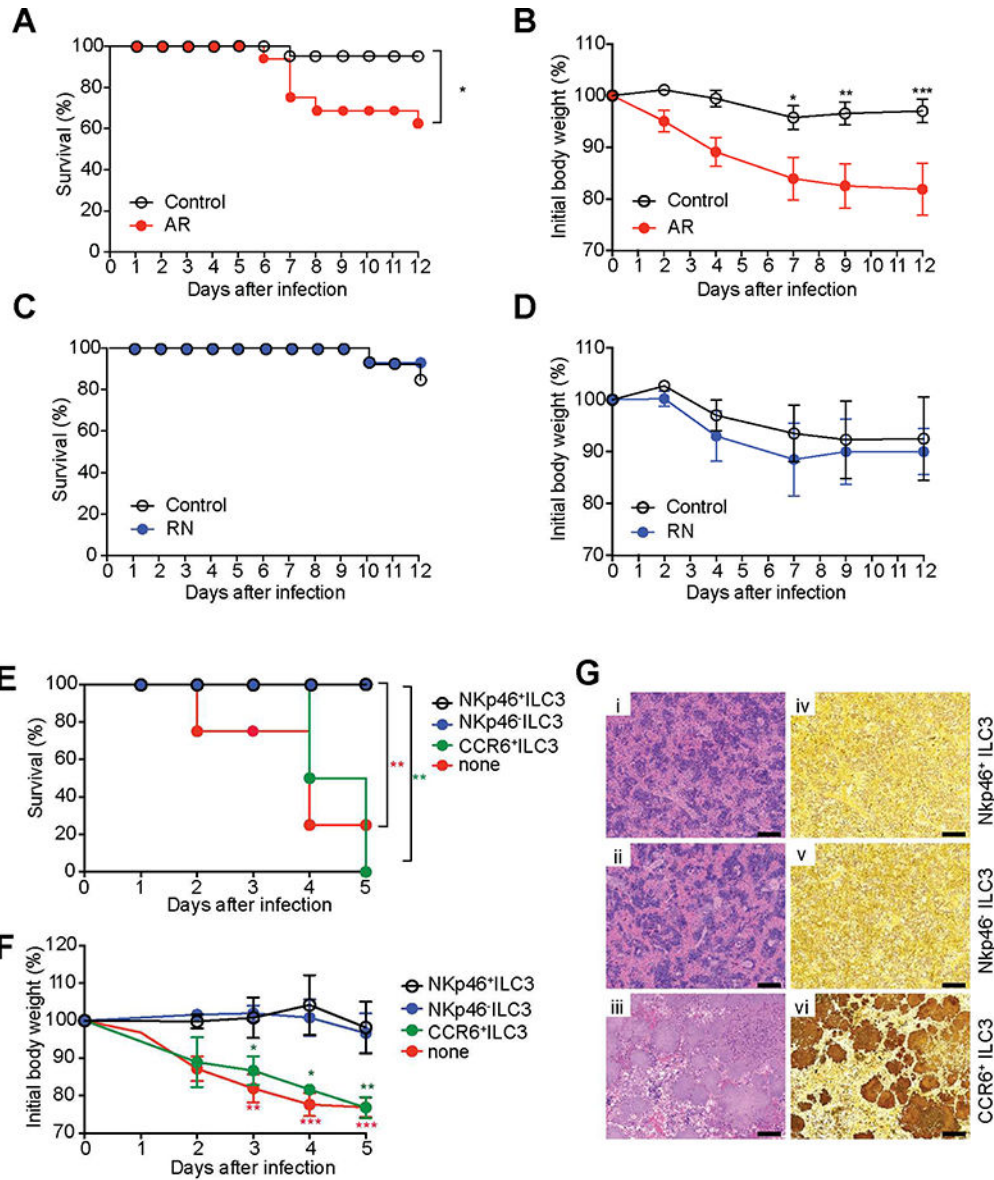 A
Survival (%)
100
80
60
40
20
0
0 1 2 3 4 5 6 7 8 9 10 11 12
Days after infection
Control
AR
*
B
Initial body weight (%)
110
100
90
80
70
0 1 2 3 4 5 6 7 8 9 10 11 12
Days after infection
Control
AR
* ** ***
C
Survival (%)
100
80
60
40
20
0
0 1 2 3 4 5 6 7 8 9 10 11 12
Days after infection
Control
RN
D
Initial body weight (%)
110
100
90
80
70
0 1 2 3 4 5 6 7 8 9 10 11 12
Days after infection
Control
RN
E
Survival (%)
100
80
60
40
20
0
0 1 2 3 4 5
Days after infection
**
**
NKp46⁺ILC3
NKp46⁻ILC3
CCR6⁺ILC3
none
F
Initial body weight (%)
120
110
100
90
80
70
0 1 2 3 4 5
Days after infection
* * **
** *** ***
NKp46⁺ILC3
NKp46⁻ILC3
CCR6⁺ILC3
none
G
i iv
Nkp46⁺ ILC3
ii v
Nkp46⁻ ILC3
iii vi
CCR6⁺ ILC3